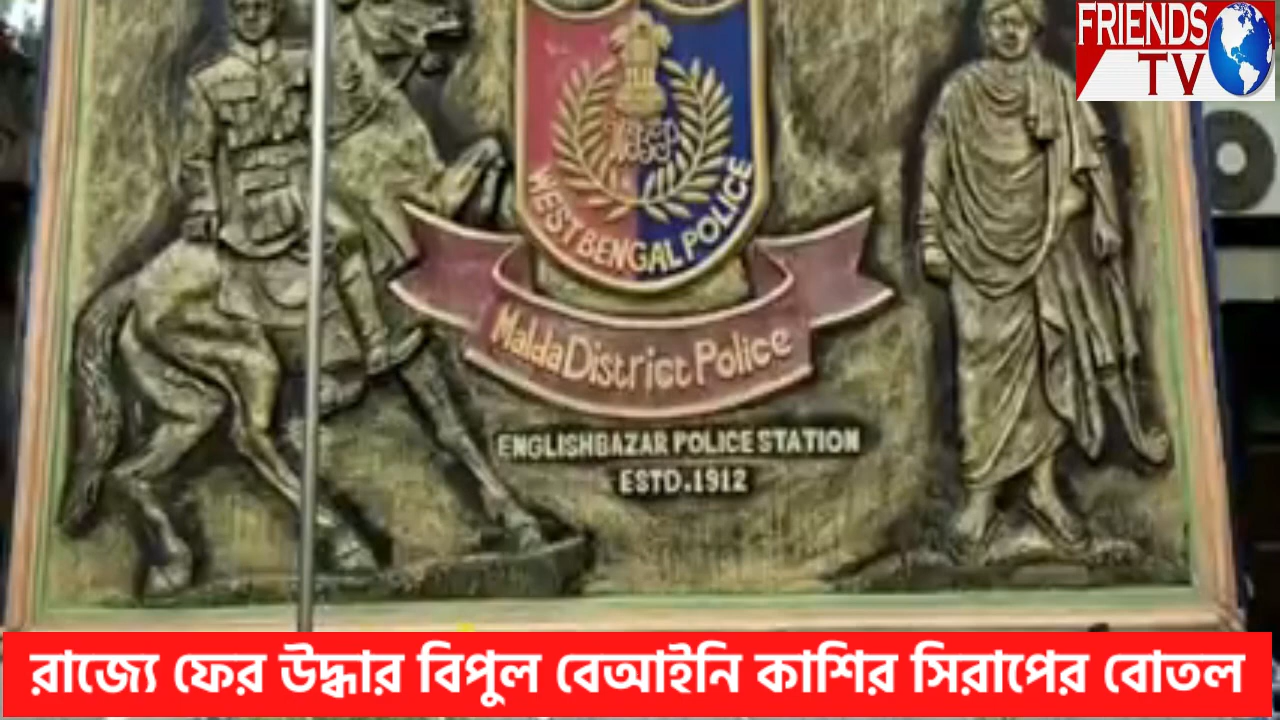 FRIENDS
TV
WEST BENGAL POLICE
Malda District Police
ENGLISHBAZAR POLICE STATION
ESTD.1912
রাজ্যে ফের উদ্ধার বিপুল বেআইনি কাশির সিরাপের বোতল